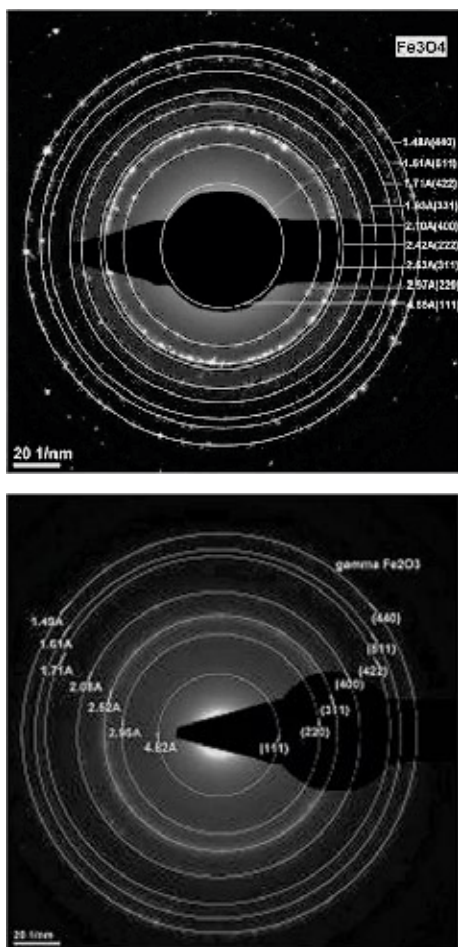 Fe3O4
1.48A(440)
1.61A(511)
1.71A(422)
1.93A(331)
2.10A(400)
2.42A(222)
2.53A(311)
2.97A(220)
4.85A(111)
20 1/nm
gamma Fe2O3
1.49A
(440)
1.61A
(511)
1.71A
(422)
2.08A
(400)
2.52A
(311)
2.95A
(220)
4.82A
(111)
20 1/nm